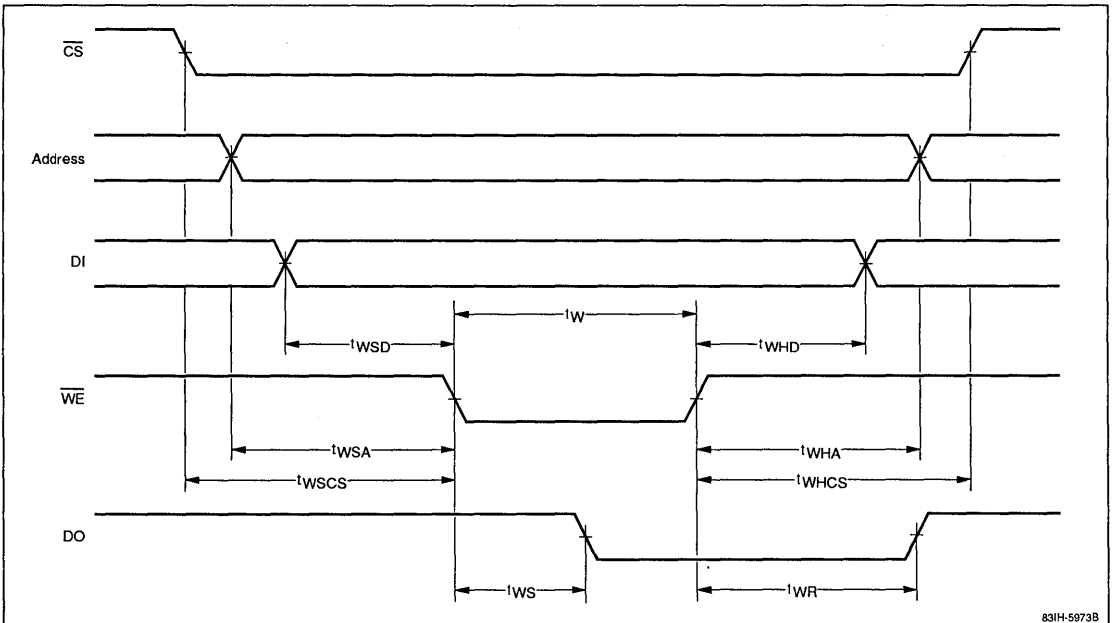 CS
Address
DI
tW
tWSD
tWHD
WE
tWSA
tWHA
tWSCS
tWHCS
DO
tWS
tWR
83IH-5973B